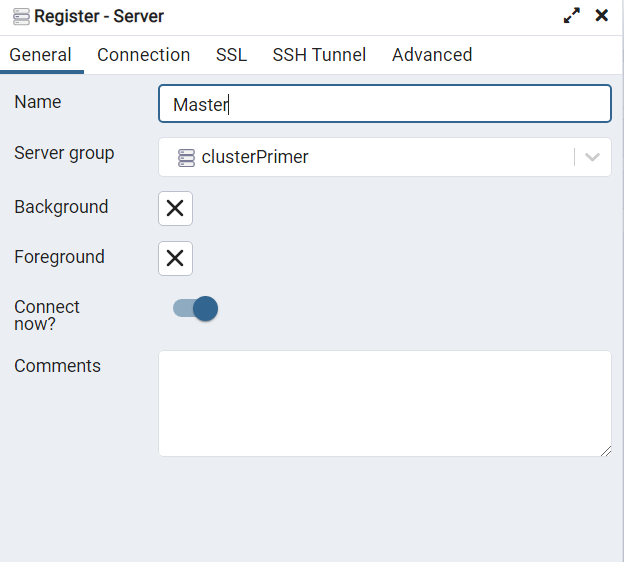 Register - Server
General Connection SSL SSH Tunnel Advanced
Name Master
Server group clusterPrimer
Background
Foreground
Connect
now?
Comments